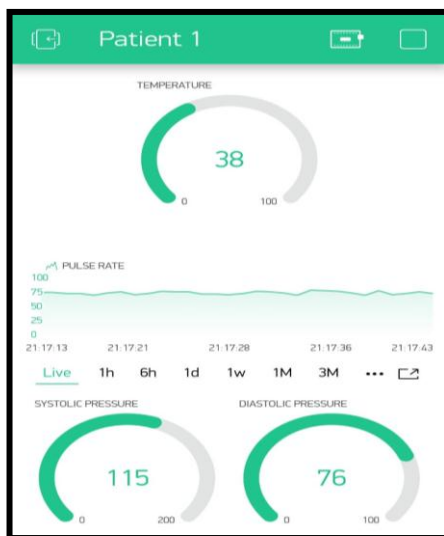 Patient 1
TEMPERATURE
38
0 100
PULSE RATE
100
75
50
25
0
21:17:13 21:17:21 21:17:28 21:17:36 21:17:43
Live 1h 6h 1d 1w 1M 3M •••
SYSTOLIC PRESSURE DIASTOLIC PRESSURE
115 76
0 200 0 100